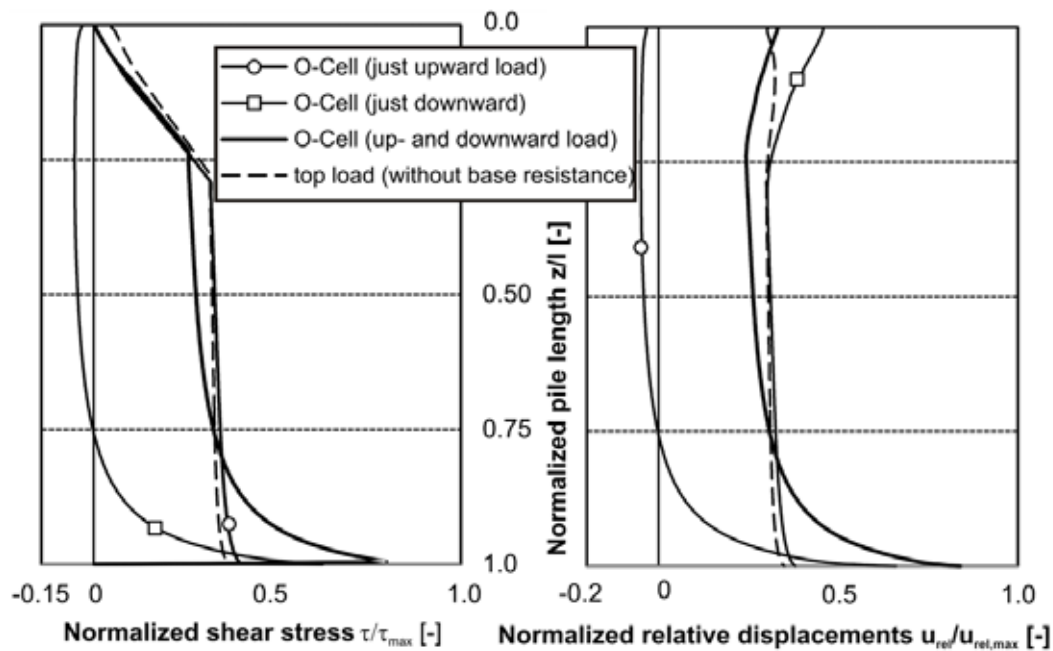 0.0
O-Cell (just upward load)
O-Cell (just downward)
O-Cell (up- and downward load)
top load (without base resistance)
0.50
0.75
1.0
Normalized pile length z/l [-]
-0.15 0 0.5 1.0
Normalized shear stress τ/τmax [-]
-0.2 0 0.5 1.0
Normalized relative displacements urel/urel,max [-]